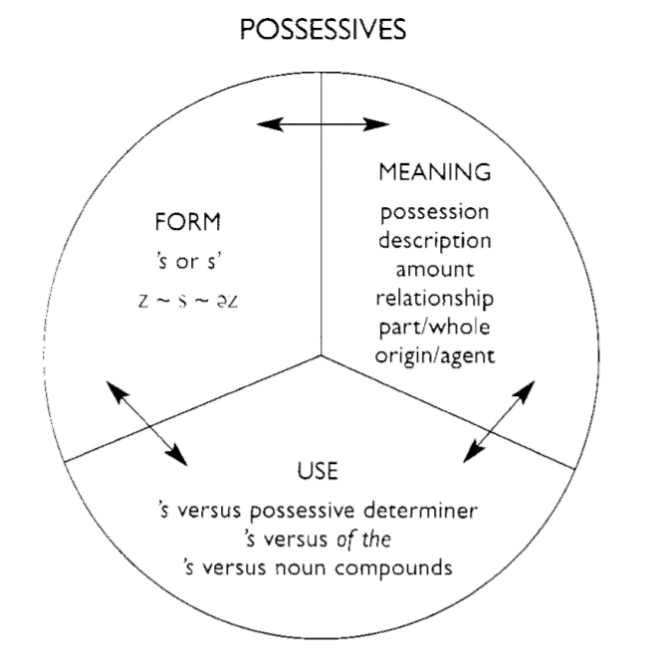 POSSESSIVES
FORM
's or s'
z ~ s ~ əz
MEANING
possession
description
amount
relationship
part/whole
origin/agent
USE
's versus possessive determiner
's versus of the
's versus noun compounds